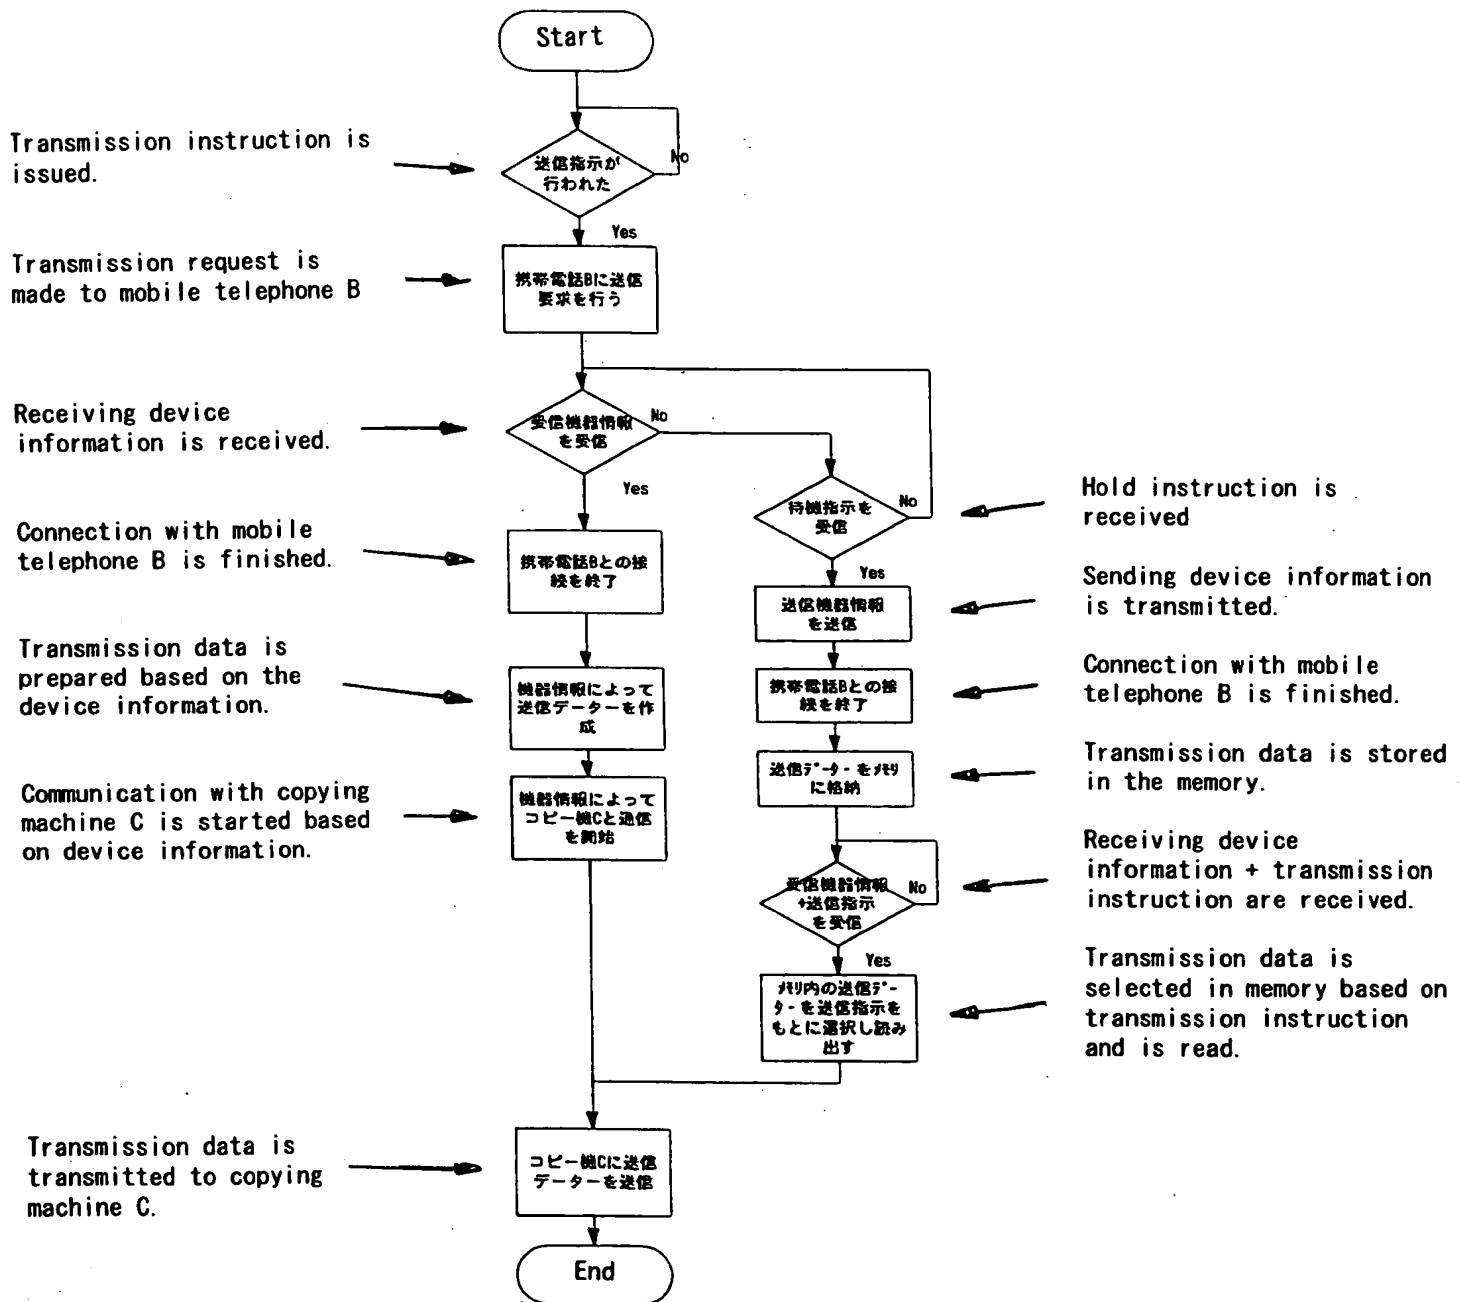 Start
Transmission instruction is
issued.
送信指示が
行われた
No
Yes
Transmission request is
made to mobile telephone B
携帯電話Bに送信
要求を行う
Receiving device
information is received.
受信機器情報
を受信
No
Yes
待機指示を
受信
No
Yes
Hold instruction is
received
Connection with mobile
telephone B is finished.
携帯電話Bとの接
続を終了
送信機器情報
を送信
Sending device information
is transmitted.
Transmission data is
prepared based on the
device information.
機器情報によって
送信データーを作
成
携帯電話Bとの接
続を終了
Connection with mobile
telephone B is finished.
Communication with copying
machine C is started based
on device information.
機器情報によって
コピー機Cと通信
を開始
送信ﾃﾞｰﾀｰをﾒﾓﾘ
に格納
Transmission data is stored
in the memory.
受信機器情報
+送信指示
を受信
No
Yes
Receiving device
information + transmission
instruction are received.
ﾒﾓﾘ内の送信ﾃﾞｰ
ﾀｰを送信指示を
もとに選択し読み
出す
Transmission data is
selected in memory based on
transmission instruction
and is read.
Transmission data is
transmitted to copying
machine C.
コピー機Cに送信
データーを送信
End